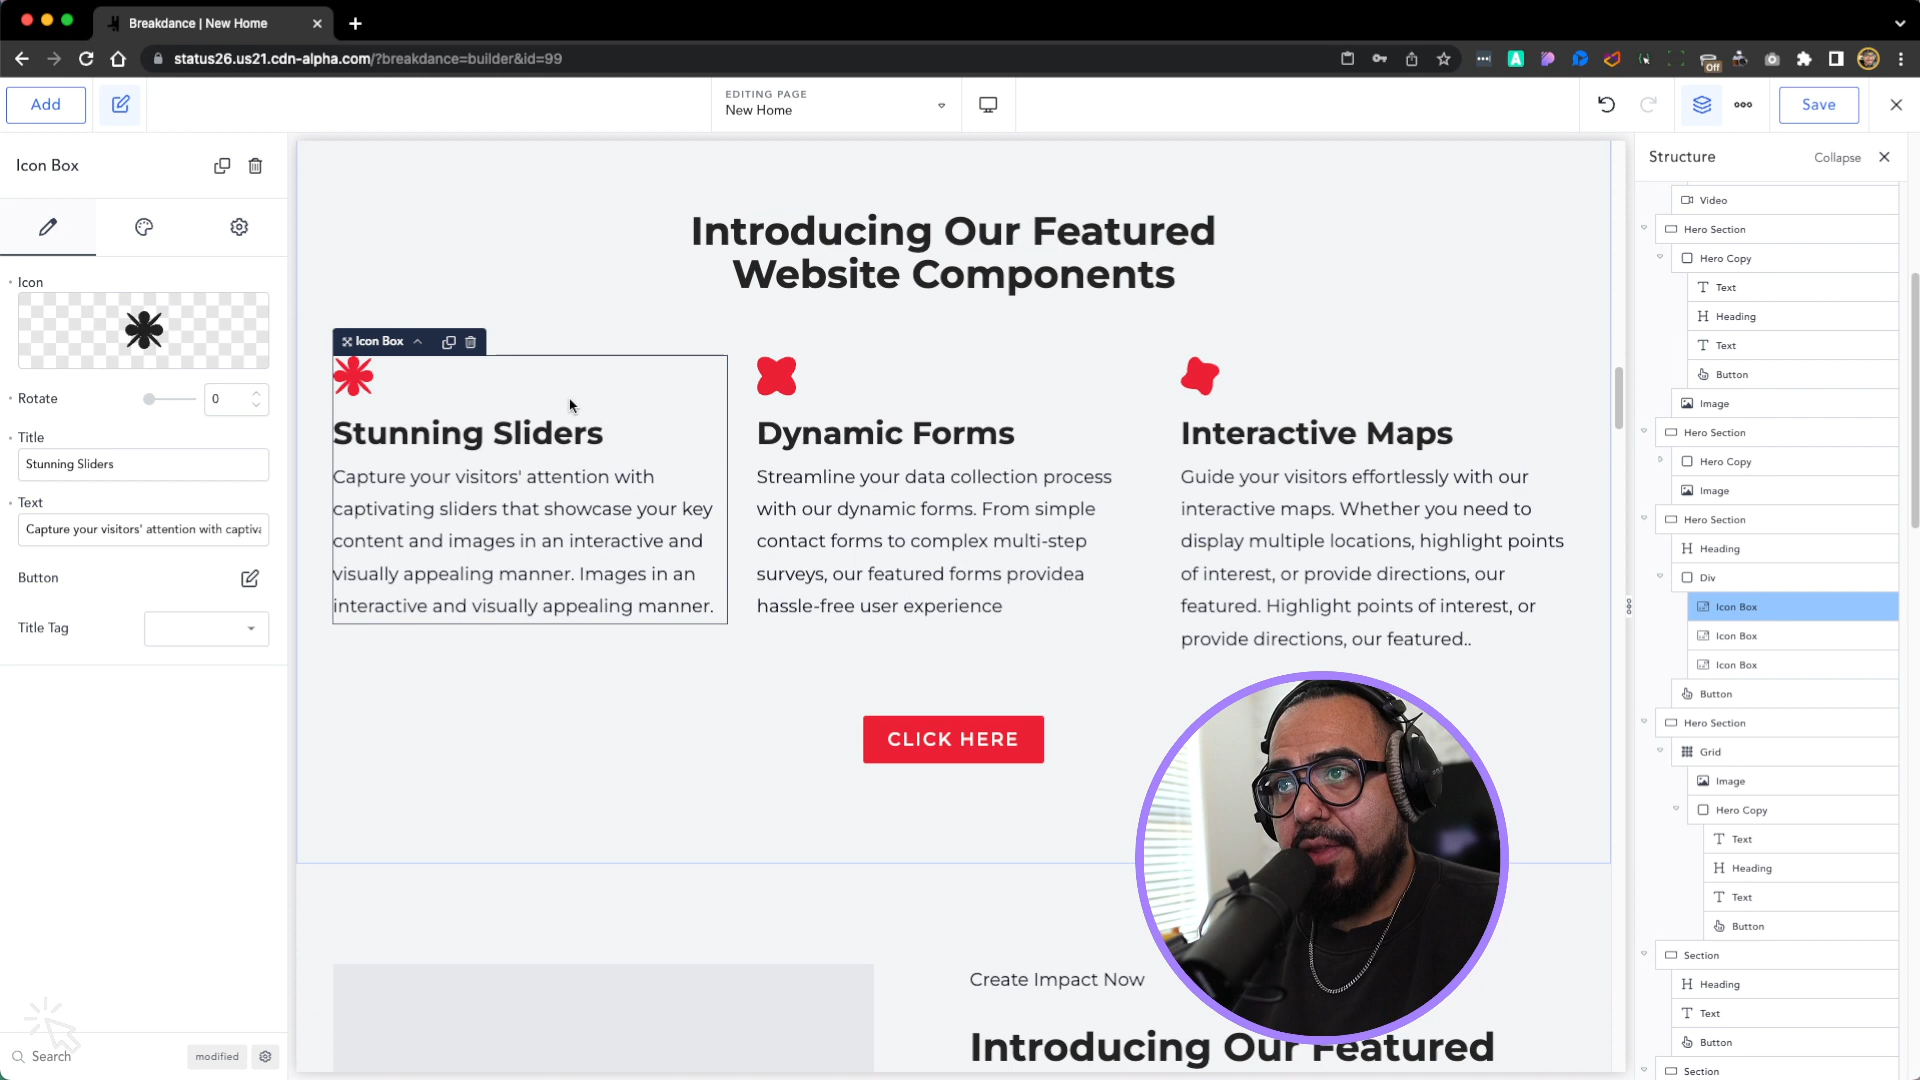 Breakdance | New Home
status26.us21.cdn-alpha.com/?breakdance=builder&id=99
Off
Add
EDITING PAGE
New Home
Save
Icon Box
Icon
Rotate
0
Title
Stunning Sliders
Text
Capture your visitors' attention with captiva
Button
Title Tag
Search
modified
Introducing Our Featured
Website Components
Icon Box
Stunning Sliders
Capture your visitors' attention with
captivating sliders that showcase your key
content and images in an interactive and
visually appealing manner. Images in an
interactive and visually appealing manner.
Dynamic Forms
Streamline your data collection process
with our dynamic forms. From simple
contact forms to complex multi-step
surveys, our featured forms providea
hassle-free user experience
Interactive Maps
Guide your visitors effortlessly with our
interactive maps. Whether you need to
display multiple locations, highlight points
of interest, or provide directions, our
featured. Highlight points of interest, or
provide directions, our featured..
CLICK HERE
Create Impact Now
Introducing Our Featured
Structure
Collapse
Video
Hero Section
Hero Copy
Text
Heading
Text
Button
Image
Hero Section
Hero Copy
Image
Hero Section
Heading
Div
Icon Box
Icon Box
Icon Box
Button
Hero Section
Grid
Image
Hero Copy
Text
Heading
Text
Button
Section
Heading
Text
Button
Section